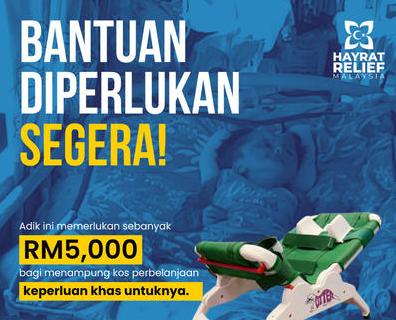 BANTUAN
DIPERLUKAN
SEGERA!
HAYRAT
RELIEF
MALAYSIA
Adik ini memerlukan sebanyak
RM5,000
bagi menampung kos perbelanjaan
keperluan khas untuknya.
OTTER